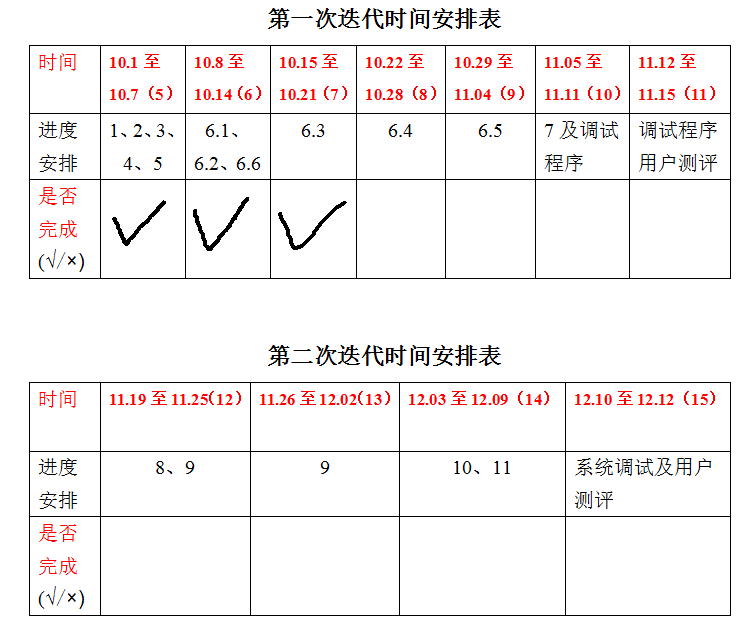 第一次迭代时间安排表
时间 10.1 至 10.8 至 10.15 至 10.22 至 10.29 至 11.05 至 11.12 至
10.7（5） 10.14（6） 10.21（7） 10.28（8） 11.04（9） 11.11（10） 11.15（11）
进度 1、2、3、 6.1、 6.3 6.4 6.5 7 及调试 调试程序
安排 4、5 6.2、6.6 程序 用户测评
是否
完成
(√/×)
第二次迭代时间安排表
时间 11.19 至 11.25（12） 11.26 至 12.02（13） 12.03 至 12.09（14） 12.10 至 12.12（15）
进度 8、9 9 10、11 系统调试及用户
安排 测评
是否
完成
(√/×)